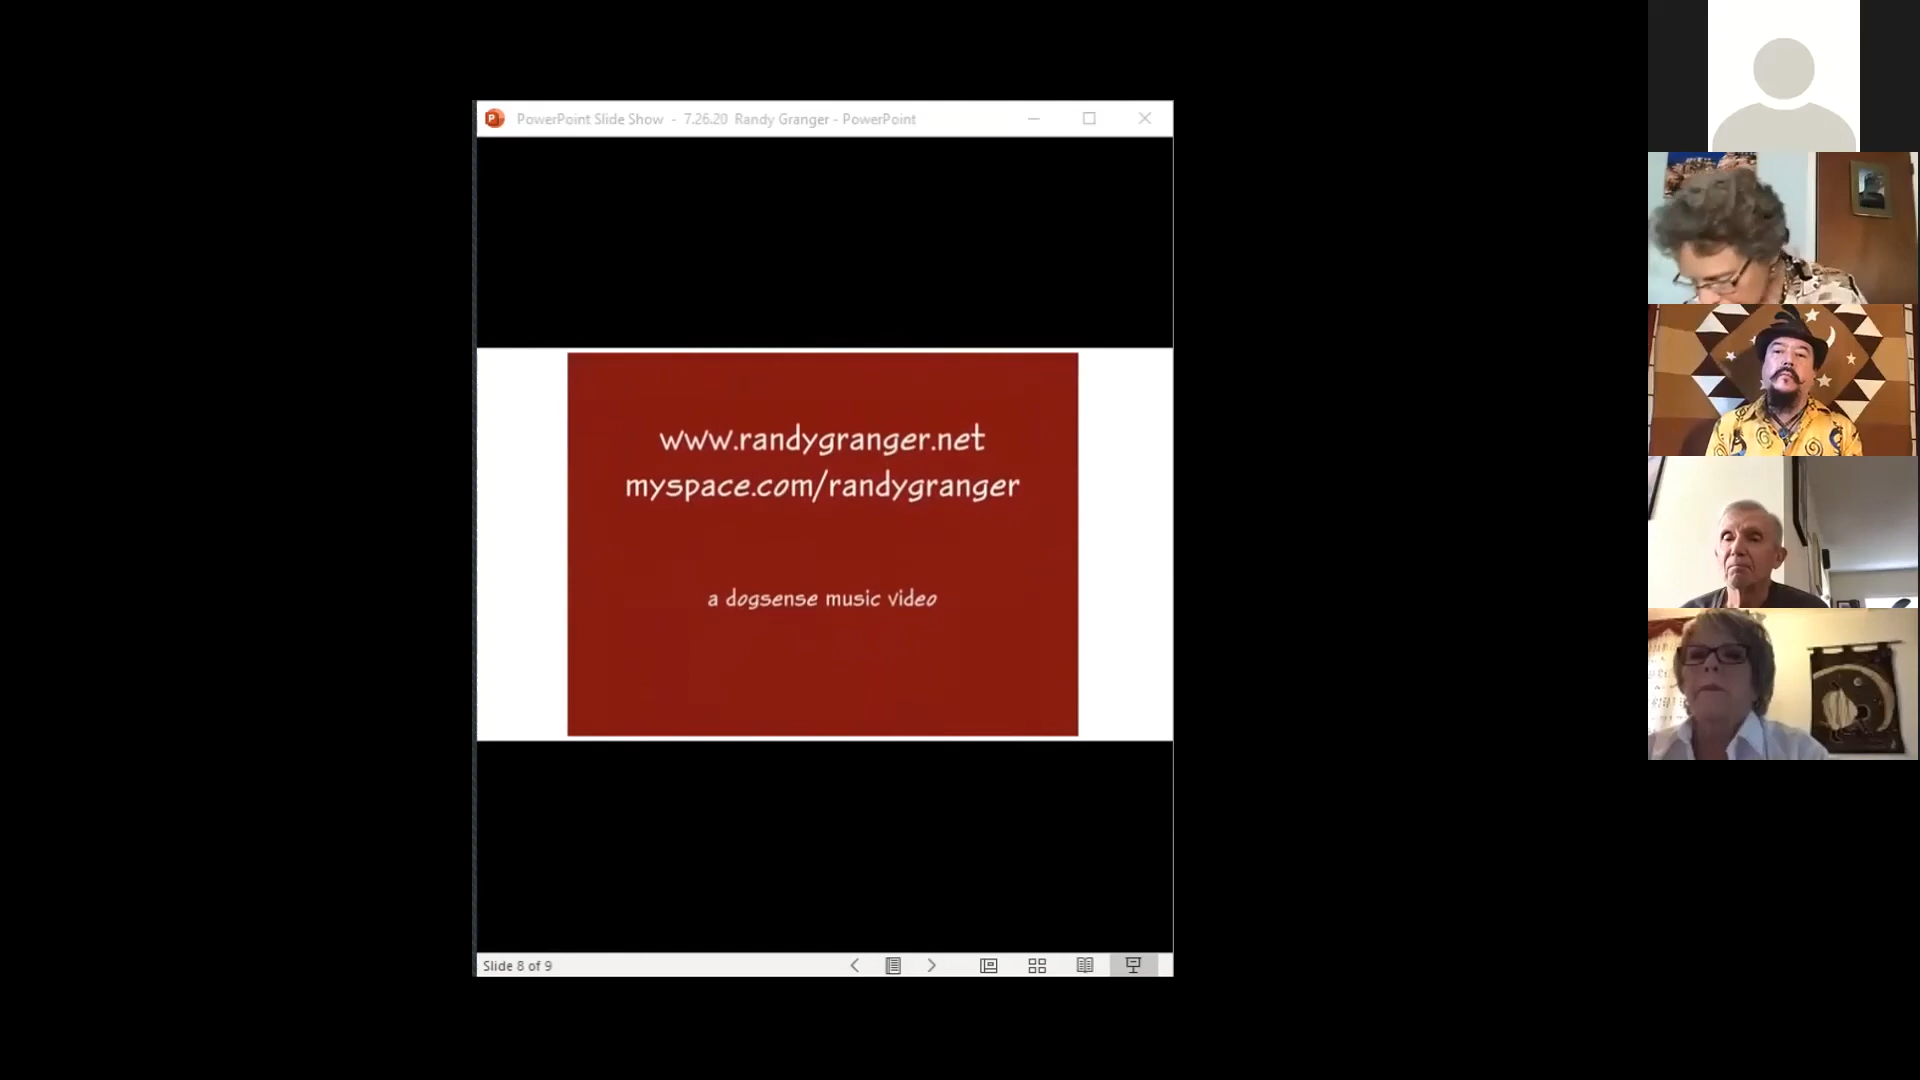 PowerPoint Slide Show - 7.26.20 Randy Granger - PowerPoint
www.randygranger.net
myspace.com/randygranger
a dogsense music video
Slide 8 of 9